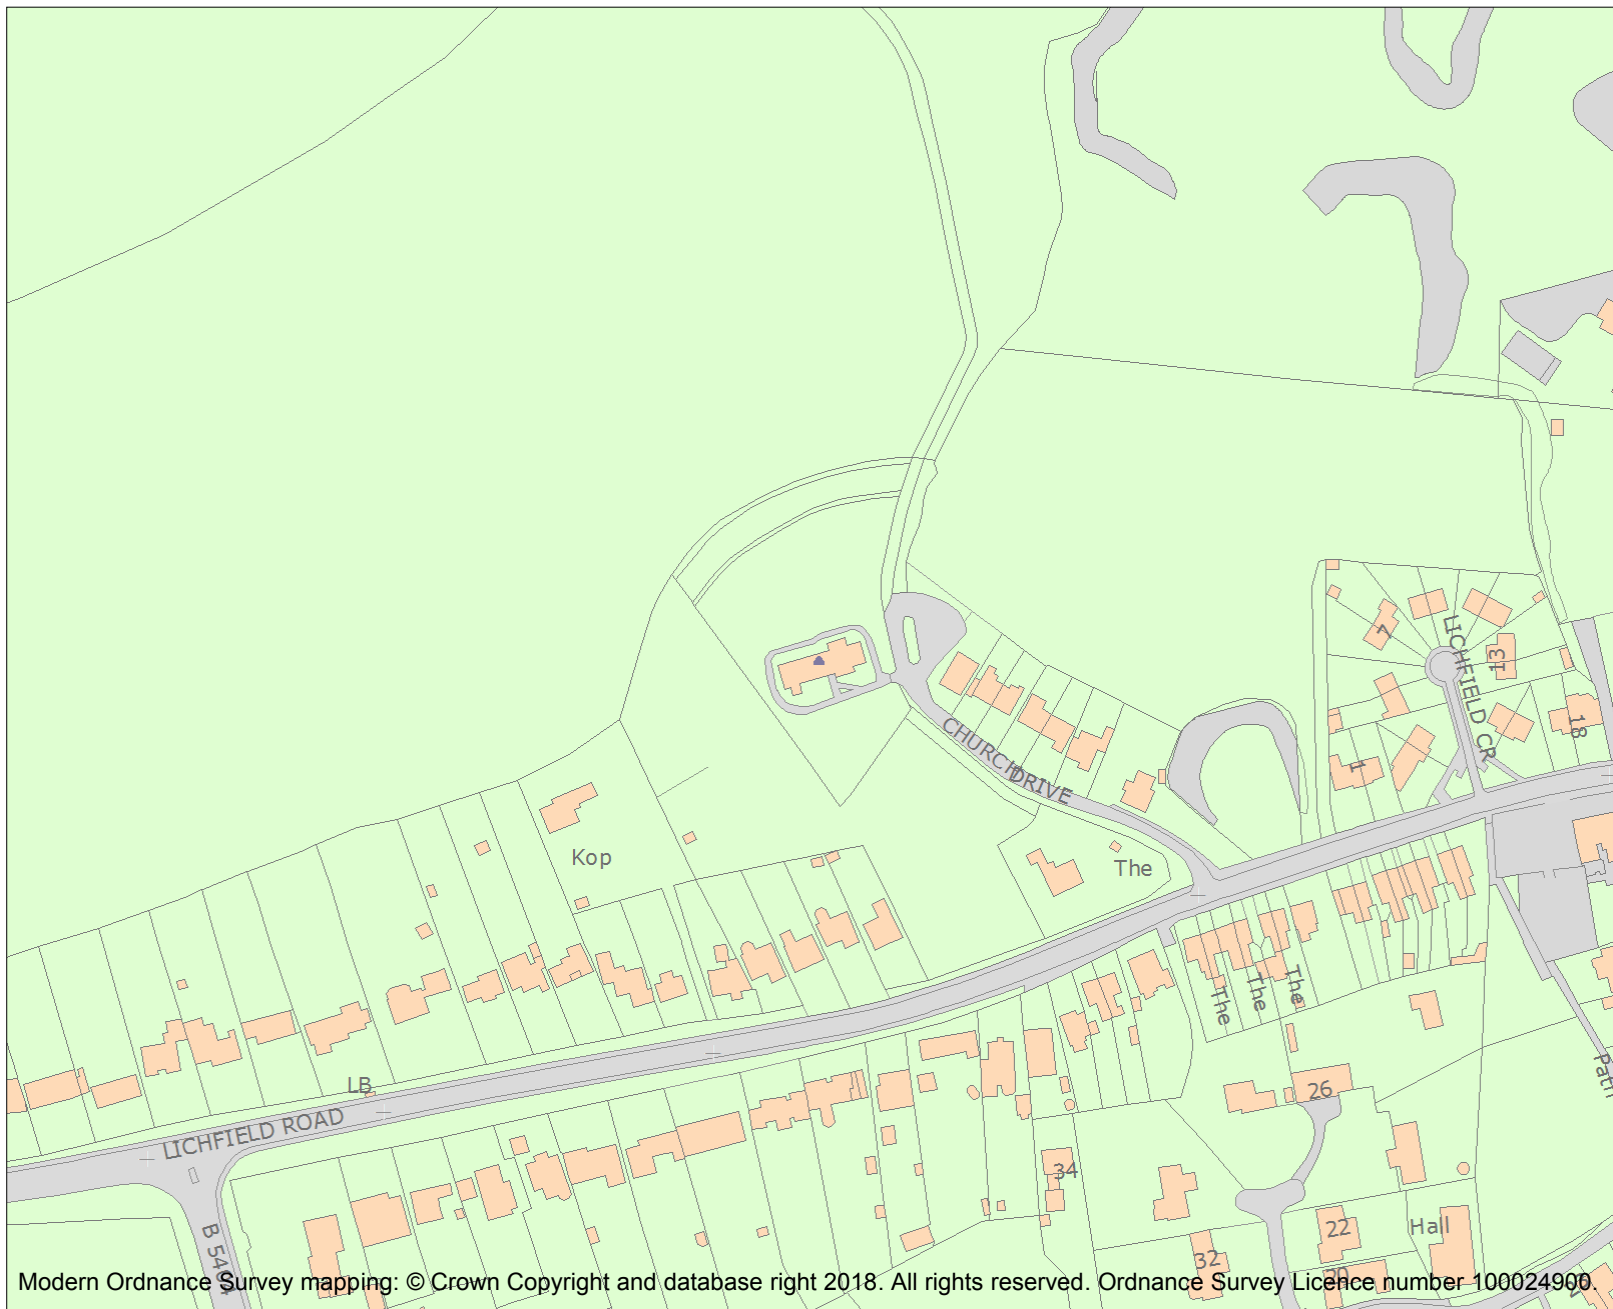 7
LICHFIELD CR
13
18
1
CHURCH DRIVE
Kop
The
The
The
The
LB
LICHFIELD ROAD
Path
26
34
22
Hall
32
20
Modern Ordnance Survey mapping: © Crown Copyright and database right 2018. All rights reserved. Ordnance Survey Licence number 100024900.